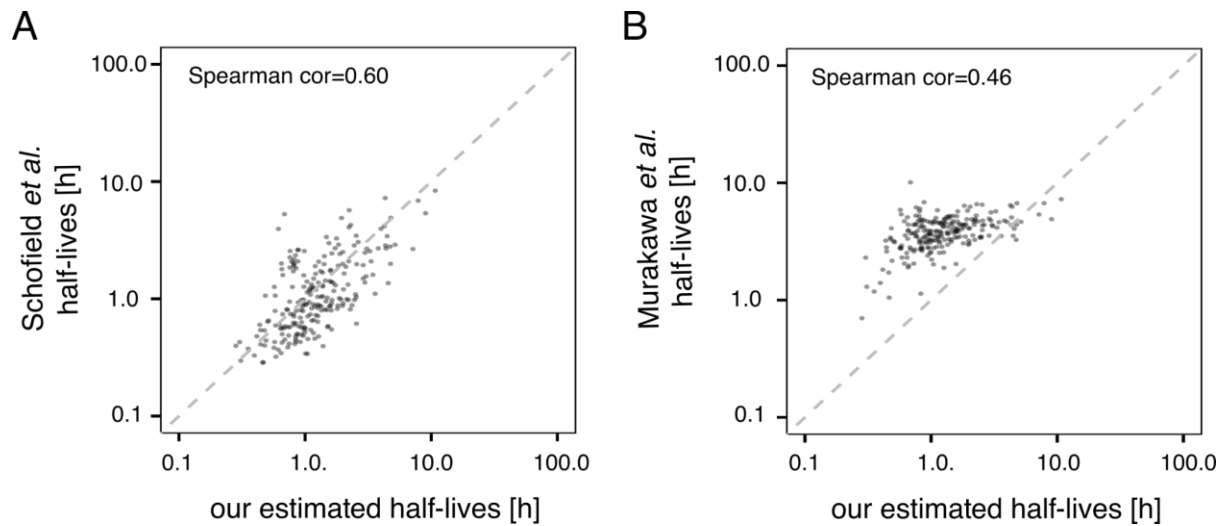 A
Spearman cor=0.60
Schofield et al.
half-lives [h]
100.0
10.0
1.0
0.1
0.1
1.0.
10.0
100.0
our estimated half-lives [h]
B
Spearman cor=0.46
Murakawa et al.
half-lives [h]
100.0
10.0
1.0
0.1
0.1
1.0.
10.0
100.0
our estimated half-lives [h]